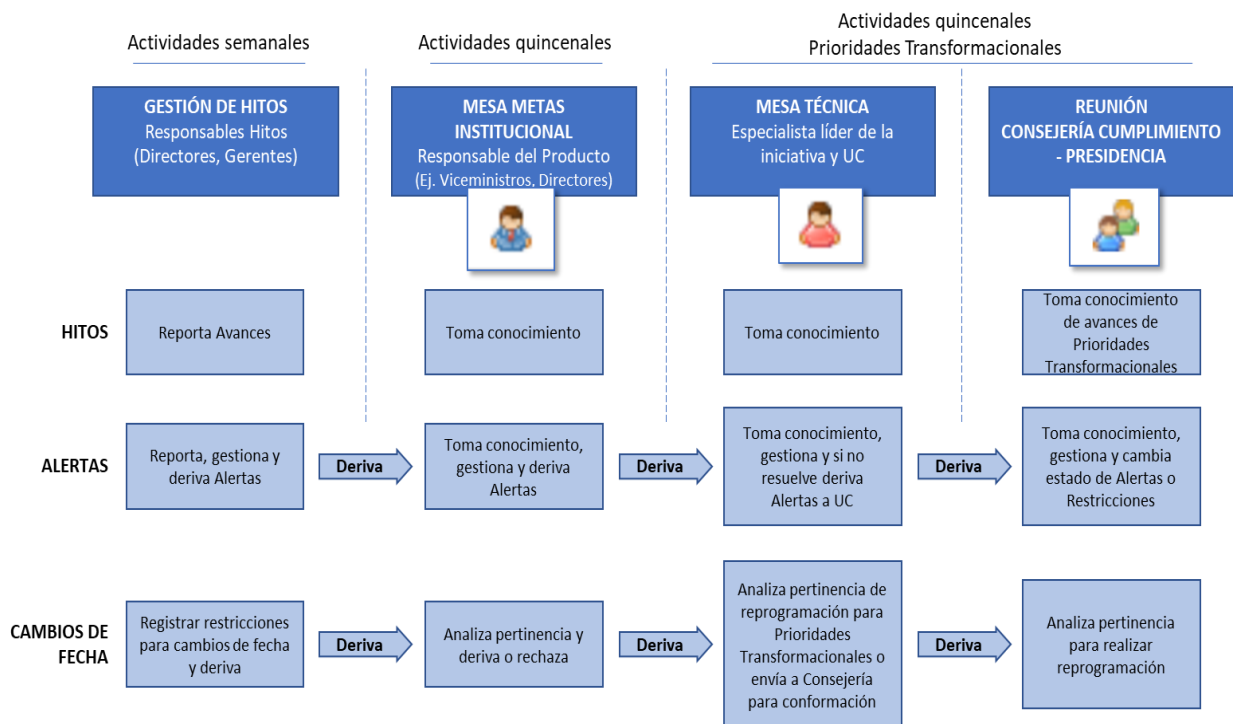 Actividades semanales
Actividades quincenales
Actividades quincenales
Prioridades Transformacionales
GESTIÓN DE HITOS
Responsables Hitos
(Directores, Gerentes)
MESA METAS
INSTITUCIONAL
Responsable del Producto
(Ej. Viceministros, Directores)
MESA TÉCNICA
Especialista líder de la
iniciativa y UC
REUNIÓN
CONSEJERÍA CUMPLIMIENTO
- PRESIDENCIA
HITOS
Reporta Avances
Toma conocimiento
Toma conocimiento
Toma conocimiento
de avances de
Prioridades
Transformacionales
ALERTAS
Reporta, gestiona y
deriva Alertas
Deriva
Toma conocimiento,
gestiona y deriva
Alertas
Deriva
Toma conocimiento,
gestiona y si no
resuelve deriva
Alertas a UC
Deriva
Toma conocimiento,
gestiona y cambia
estado de Alertas o
Restricciones
CAMBIOS DE
FECHA
Registrar restricciones
para cambios de fecha
y deriva
Deriva
Analiza pertinencia y
deriva o rechaza
Deriva
Analiza pertinencia de
reprogramación para
Prioridades
Transformacionales o
envía a Consejería
para conformación
Deriva
Analiza pertinencia
para realizar
reprogramación